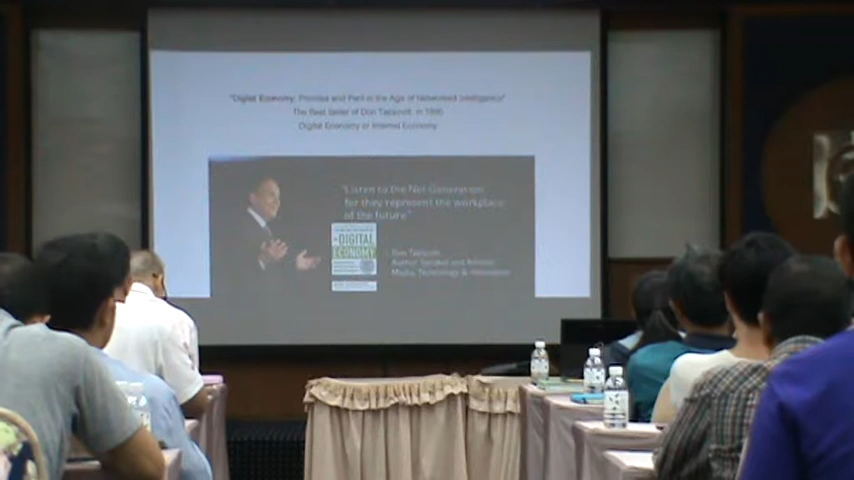 "Digital Economy, Promise and Peril in the Age of Networked Intelligence"
The Best seller of Don Tapscott in 1995
Digital Economy or Internet Economy
"Listen to the Net Generation
for they represent the workplace
of the future"
DIGITAL
ECONOMY
Don Tapscott
Author, Speaker and Advisor
Media, Technology & Innovation